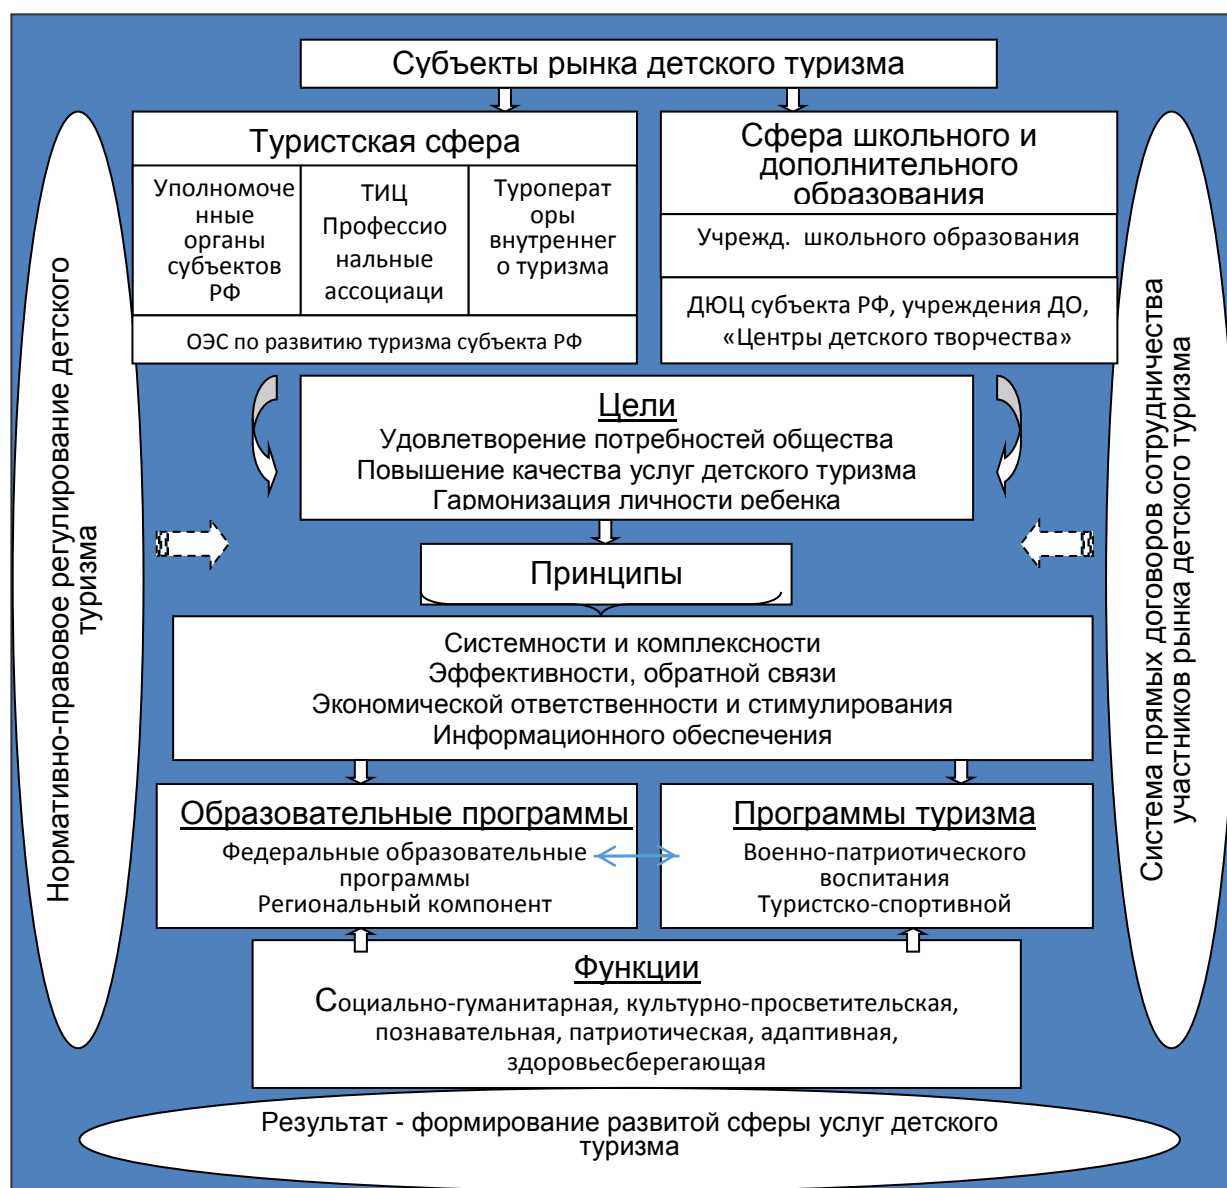 Субъекты рынка детского туризма
Туристская сфера
Уполномоче
нные
органы
субъектов
РФ
ТИЦ
Профессио
нальные
ассоциаци
Туроперат
оры
внутреннег
о туризма
ОЭС по развитию туризма субъекта РФ
Сфера школьного и
дополнительного
образования
Учрежд. школьного образования
ДЮЦ субъекта РФ, учреждения ДО,
«Центры детского творчества»
Нормативно-правовое регулирование детского
туризма
Система прямых договоров сотрудничества
участников рынка детского туризма
Цели
Удовлетворение потребностей общества
Повышение качества услуг детского туризма
Гармонизация личности ребенка
Принципы
Системности и комплексности
Эффективности, обратной связи
Экономической ответственности и стимулирования
Информационного обеспечения
Образовательные программы
Федеральные образовательные
программы
Региональный компонент
Программы туризма
Военно-патриотического
воспитания
Туристско-спортивной
Функции
Социально-гуманитарная, культурно-просветительская,
познавательная, патриотическая, адаптивная,
здоровьесберегающая
Результат - формирование развитой сферы услуг детского
туризма